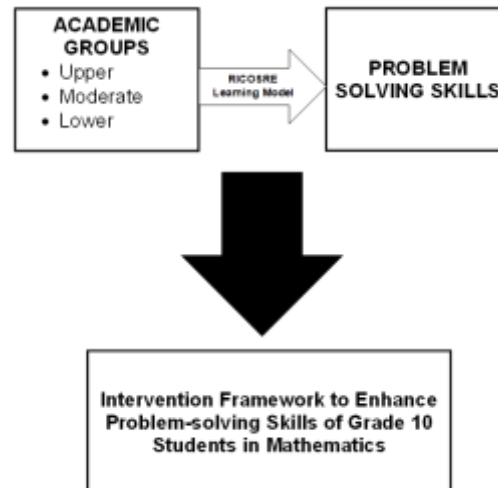 ACADEMIC
GROUPS
• Upper
• Moderate
• Lower
RICOSRE
Learning Model
PROBLEM
SOLVING SKILLS
Intervention Framework to Enhance
Problem-solving Skills of Grade 10
Students in Mathematics